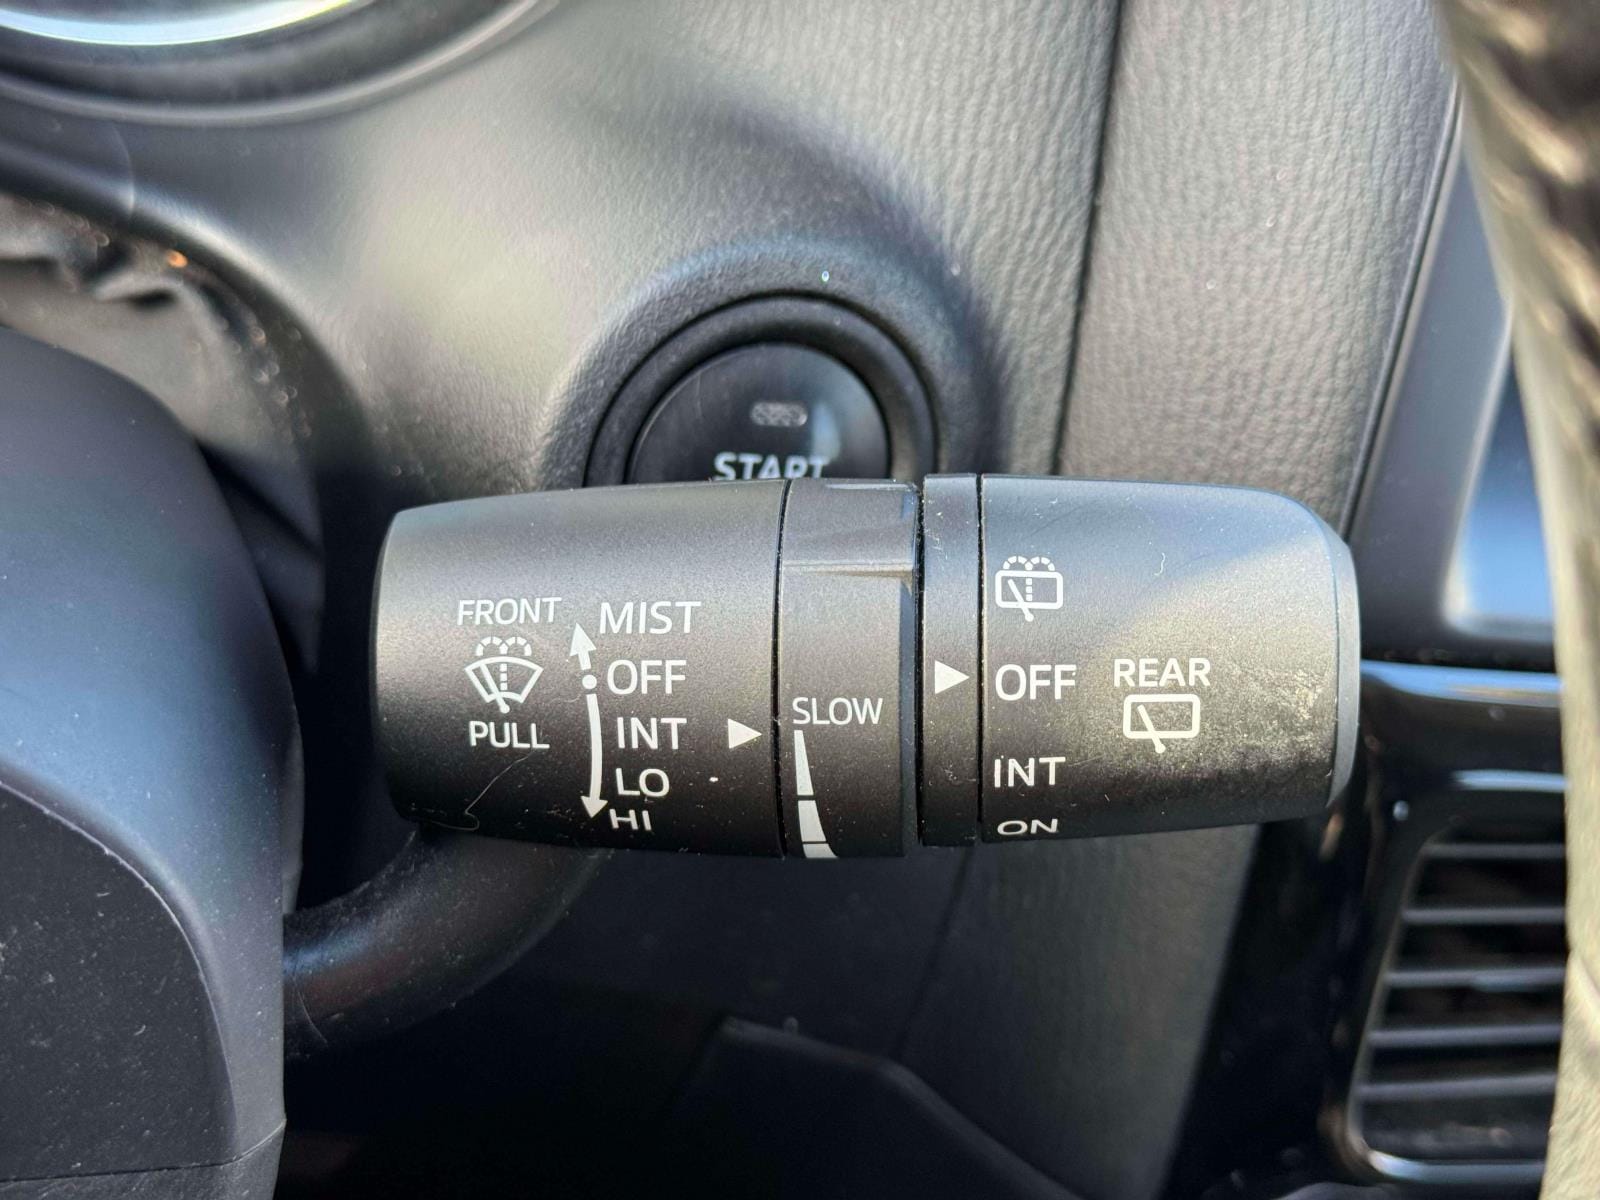 START
FRONT
PULL
MIST
OFF
INT
LO
HI
SLOW
OFF
INT
ON
REAR